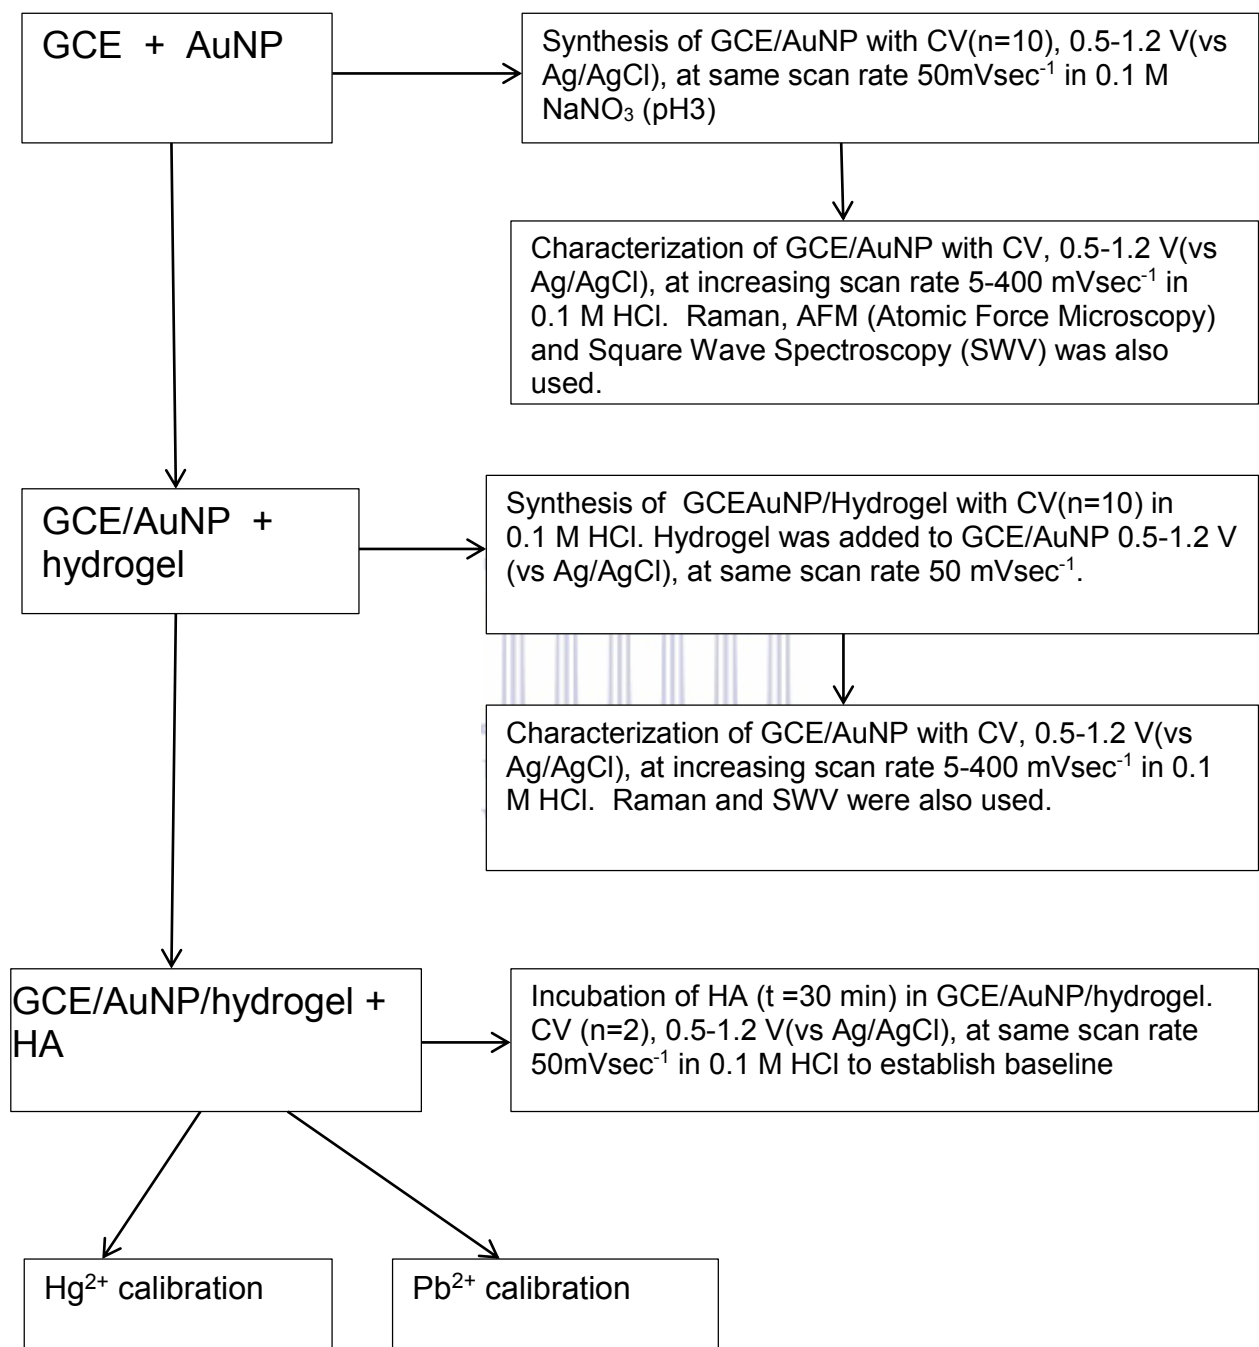 GCE + AuNP
Synthesis of GCE/AuNP with CV(n=10), 0.5-1.2 V(vs
Ag/AgCl), at same scan rate 50mVsec⁻¹ in 0.1 M
NaNO₃ (pH3)
Characterization of GCE/AuNP with CV, 0.5-1.2 V(vs
Ag/AgCl), at increasing scan rate 5-400 mVsec⁻¹ in
0.1 M HCl. Raman, AFM (Atomic Force Microscopy)
and Square Wave Spectroscopy (SWV) was also
used.
GCE/AuNP +
hydrogel
Synthesis of GCEAuNP/Hydrogel with CV(n=10) in
0.1 M HCl. Hydrogel was added to GCE/AuNP 0.5-1.2 V
(vs Ag/AgCl), at same scan rate 50 mVsec⁻¹.
Characterization of GCE/AuNP with CV, 0.5-1.2 V(vs
Ag/AgCl), at increasing scan rate 5-400 mVsec⁻¹ in 0.1
M HCl. Raman and SWV were also used.
GCE/AuNP/hydrogel +
HA
Incubation of HA (t =30 min) in GCE/AuNP/hydrogel.
CV (n=2), 0.5-1.2 V(vs Ag/AgCl), at same scan rate
50mVsec⁻¹ in 0.1 M HCl to establish baseline
Hg²⁺ calibration
Pb²⁺ calibration